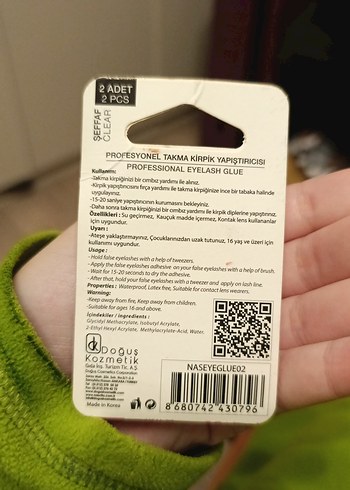 2 ADET
2 PCS
ŞEFFAF
CLEAR
PROFESYONEL TAKMA KİRPİK YAPIŞTIRICISI
PROFESSIONAL EYELASH GLUE
Kullanım:
-Takma kirpiğinizi bir cımbız yardımı ile alınız.
-Kirpik yapıştırıcısını fırça yardımı ile takma kirpiğinize ince bir tabaka halinde
uygulayınız.
-15-20 saniye yapıştırıcının kurumasını bekleyiniz.
-Daha sonra takma kirpiğinizi bir cımbız yardımı ile kirpik diplerine yapıştırınız.
Özellikleri : Su geçirmez, Kauçuk madde içermez, Kontak lens kullanımı
için uygundur.
Uyarı :
-Ateşe yaklaştırmayınız, Çocuklarınızdan uzak tutunuz, 16 yaş ve üzeri için
kullanımı uygundur.
Usage :
- Hold false eyelashes with a help of tweezers.
- Apply the false eyelashes adhesive on your false eyelashes with a help of brush.
- Wait for 15-20 seconds to dry the adhesive.
- After that, hold your false eyelashes with a tweezer and apply on lash line.
Properties : Waterproof, Latex free, Suitable for contact lens wearers.
Warning:
-Keep away from fire, Keep away from children.
-Suitable for ages 16 and above.
İçindekiler / ingredients :
Glycidyl Methacrylate, Isobutyl Acrylate,
2-Ethyl Hexyl Acrylate, Methylacrylic-Acid, Water.
dk Doğuş
Kozmetik
Gıda İnş. Turizm Tic. A.Ş.
Doğuş Cosmetics Corporation
Made in Korea
NASEYEGLUE02
8 680742 430796